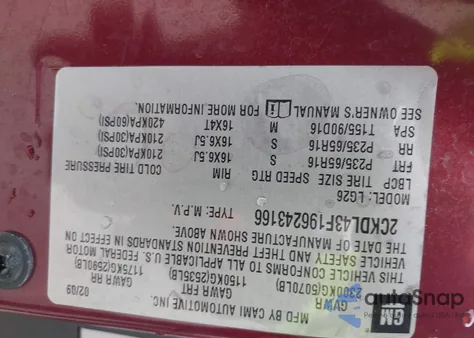 GM
MFD BY CAMI AUTOMOTIVE INC.
02/09
GVWR GAWR FRT GAWR RR
2300KG(5070LB) 1150KG(2535LB) 1175KG(2590LB)
THIS VEHICLE CONFORMS TO ALL APPLICABLE U.S. FEDERAL MOTOR
VEHICLE SAFETY AND THEFT PREVENTION STANDARDS IN EFFECT ON
THE DATE OF MANUFACTURE SHOWN ABOVE.
2CKDL43F196243166
TYPE: M.P.V.
MODEL: LG26
LBCP TIRE SIZE SPEED RTG RIM COLD TIRE PRESSURE
FRT P235/65R16 S 16X6.5J 210KPA(30PSI)
RR P235/65R16 S 16X6.5J 210KPA(30PSI)
SPA T155/90D16 M 16X4T 420KPA(60PSI)
SEE OWNER'S MANUAL FOR MORE INFORMATION.
autoSnap